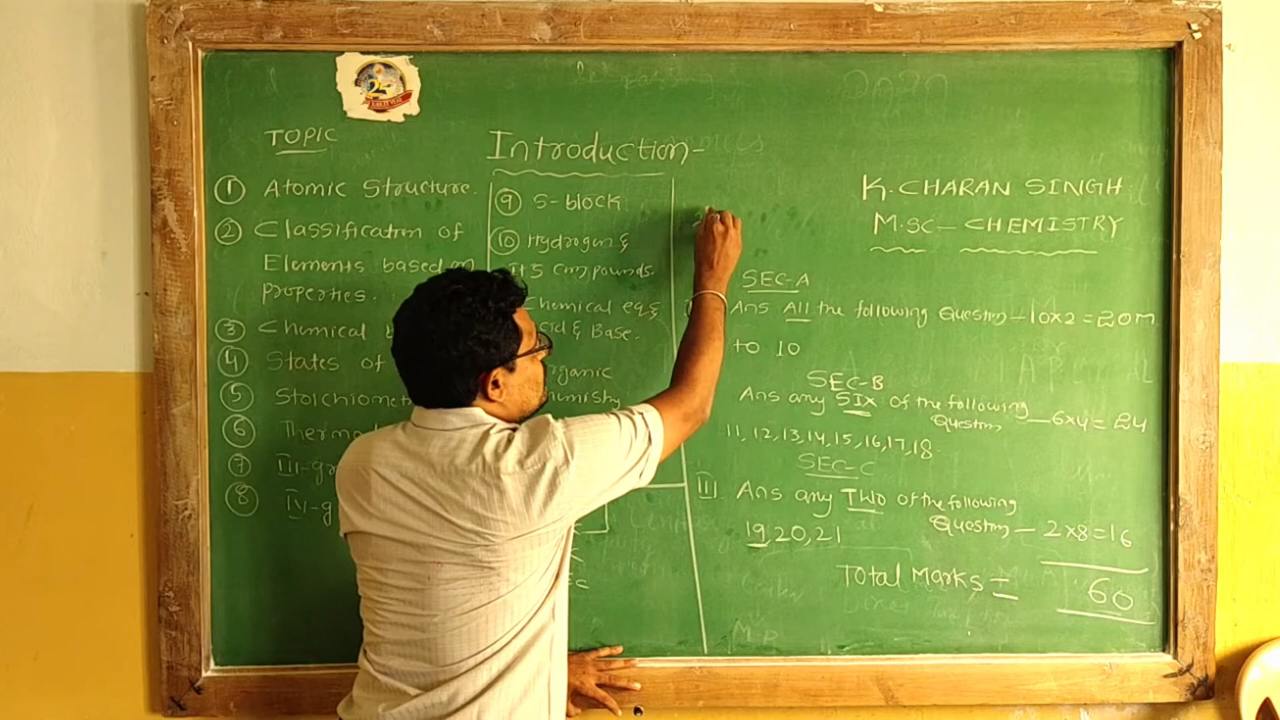 TOPIC
① Atomic Structure.
② Classification of
Elements based on
properties.
③ Chemical
④ States of
⑤ Stoichiomet
⑥ Thermo
⑦ III-gr
⑧ IV-g
Introduction-
⑨ S-block
⑩ Hydrogen &
Its compounds.
Chemical eq &
cid & Base.
rganic
hemistry
K. CHARAN SINGH
M.SC- CHEMISTRY
SEC-A
Ans All the following Question - 10x2 = 20M
to 10
SEC-B
Ans any SIX of the following
Question - 6x4 = 24
11, 12, 13, 14, 15, 16, 17, 18.
SEC-C
III. Ans any TWO of the following
Question - 2x8 = 16
19, 20, 21
Total Marks = 60